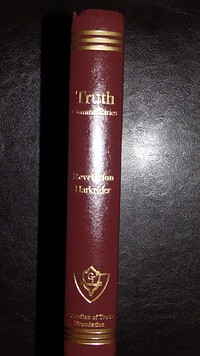 Truth
Commentaries
Revelation
Harkrider
Guardian of Truth
Foundation